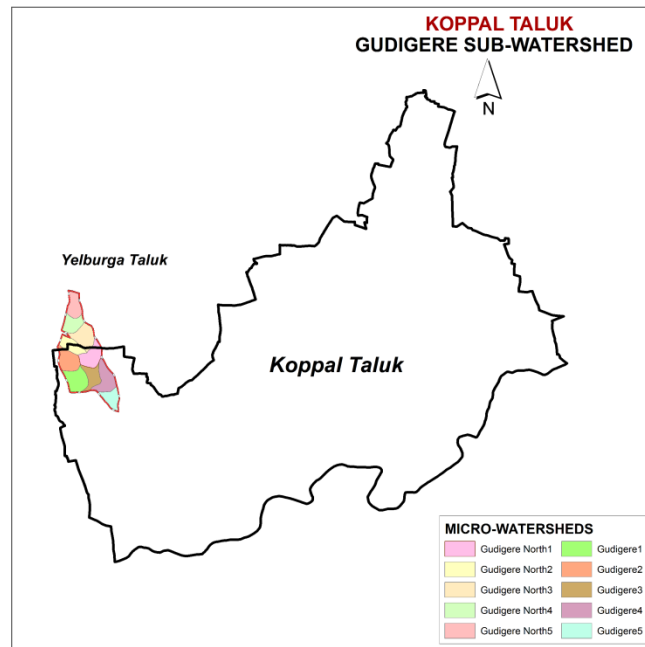 KOPPAL TALUK
GUDIGERE SUB-WATERSHED
N
Yelburga Taluk
Koppal Taluk
MICRO-WATERSHEDS
Gudigere North1 Gudigere1
Gudigere North2 Gudigere2
Gudigere North3 Gudigere3
Gudigere North4 Gudigere4
Gudigere North5 Gudigere5